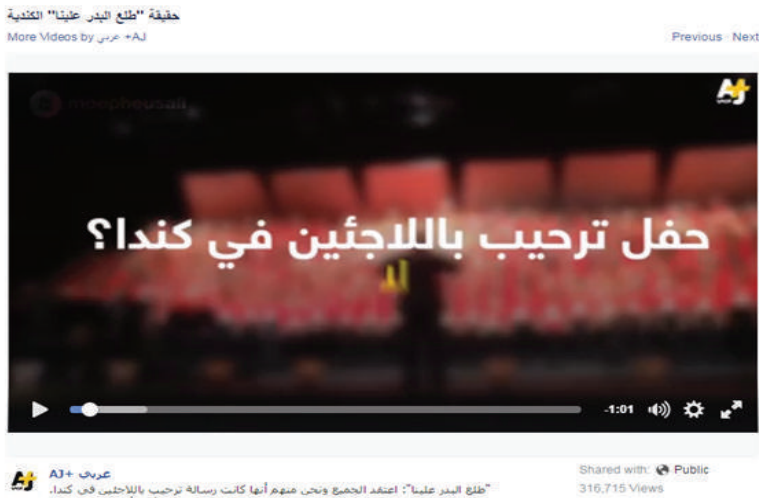 حقيقة "طلع البدر علينا" الكندية
More Videos by عربي +AJ
Previous · Next
moepheusali
AJ+
عربي
حفل ترحيب باللاجئين في كندا؟
-1:01
AJ+ عربي
"طلع البدر علينا": اعتقد الجميع ونحن منهم أنها كانت رسالة ترحيب باللاجئين في كندا.
Shared with: Public
316,715 Views